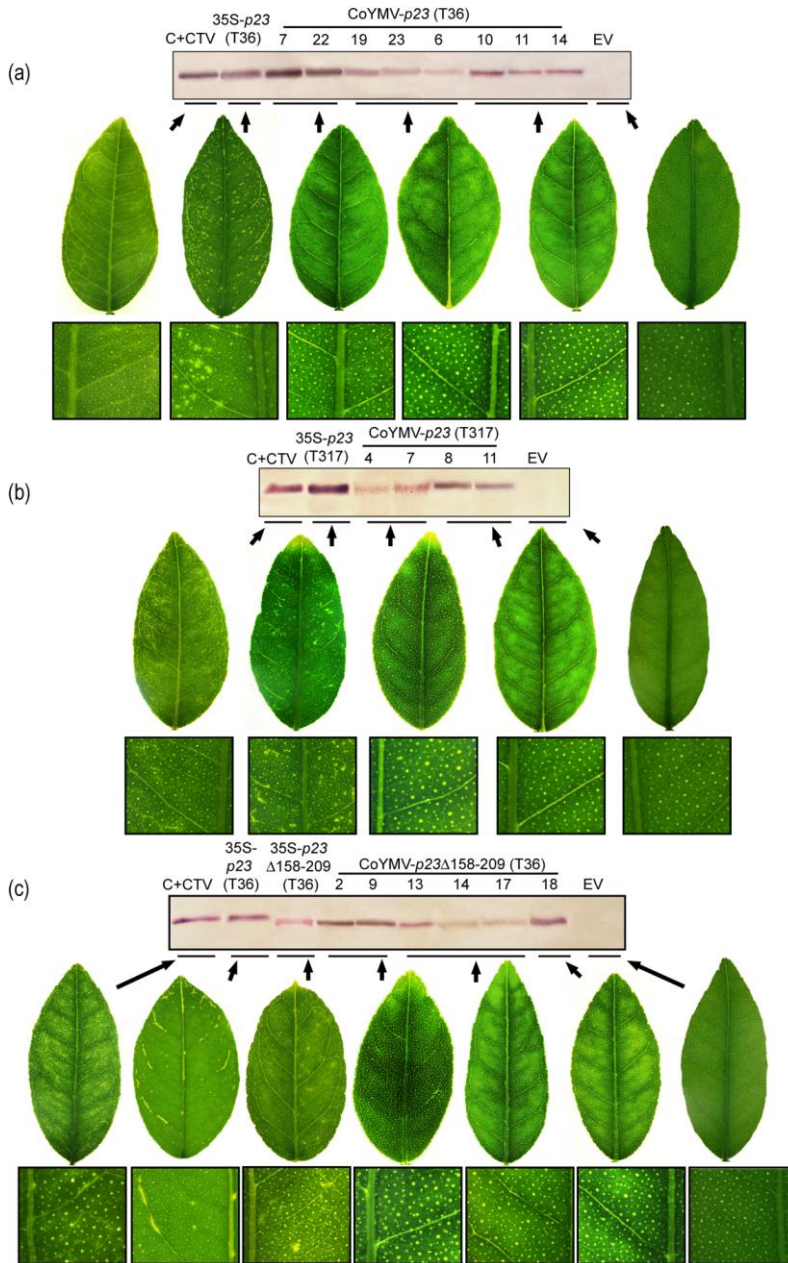 CoYMV-p23 (T36)
35S-p23
(T36)
C+CTV 7 22 19 23 6 10 11 14 EV
(a)
CoYMV-p23 (T317)
35S-p23
(T317)
C+CTV 4 7 8 11 EV
(b)
35S-
p23
(T36)
35S-p23
Δ158-209
(T36)
CoYMV-p23Δ158-209 (T36)
C+CTV 2 9 13 14 17 18 EV
(c)